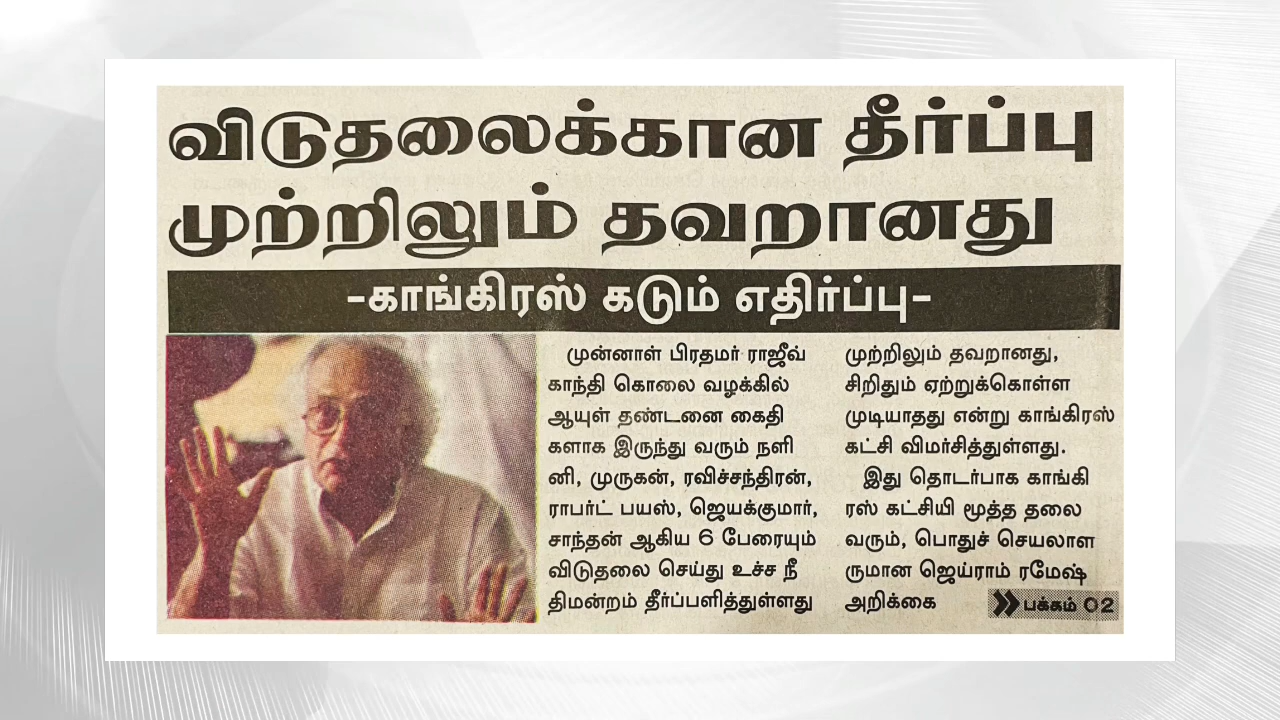 விடுதலைக்கான தீர்ப்பு
முற்றிலும் தவறானது
-காங்கிரஸ் கடும் எதிர்ப்பு-
முன்னாள் பிரதமர் ராஜீவ்
காந்தி கொலை வழக்கில்
ஆயுள் தண்டனை கைதி
களாக இருந்து வரும் நளி
னி, முருகன், ரவிச்சந்திரன்,
ராபர்ட் பயஸ், ஜெயக்குமார்,
சாந்தன் ஆகிய 6 பேரையும்
விடுதலை செய்து உச்ச நீ
திமன்றம் தீர்ப்பளித்துள்ளது
முற்றிலும் தவறானது,
சிறிதும் ஏற்றுக்கொள்ள
முடியாதது என்று காங்கிரஸ்
கட்சி விமர்சித்துள்ளது.
இது தொடர்பாக காங்கி
ரஸ் கட்சியி மூத்த தலை
வரும், பொதுச் செயலாள
ருமான ஜெய்ராம் ரமேஷ்
அறிக்கை
பக்கம் 02